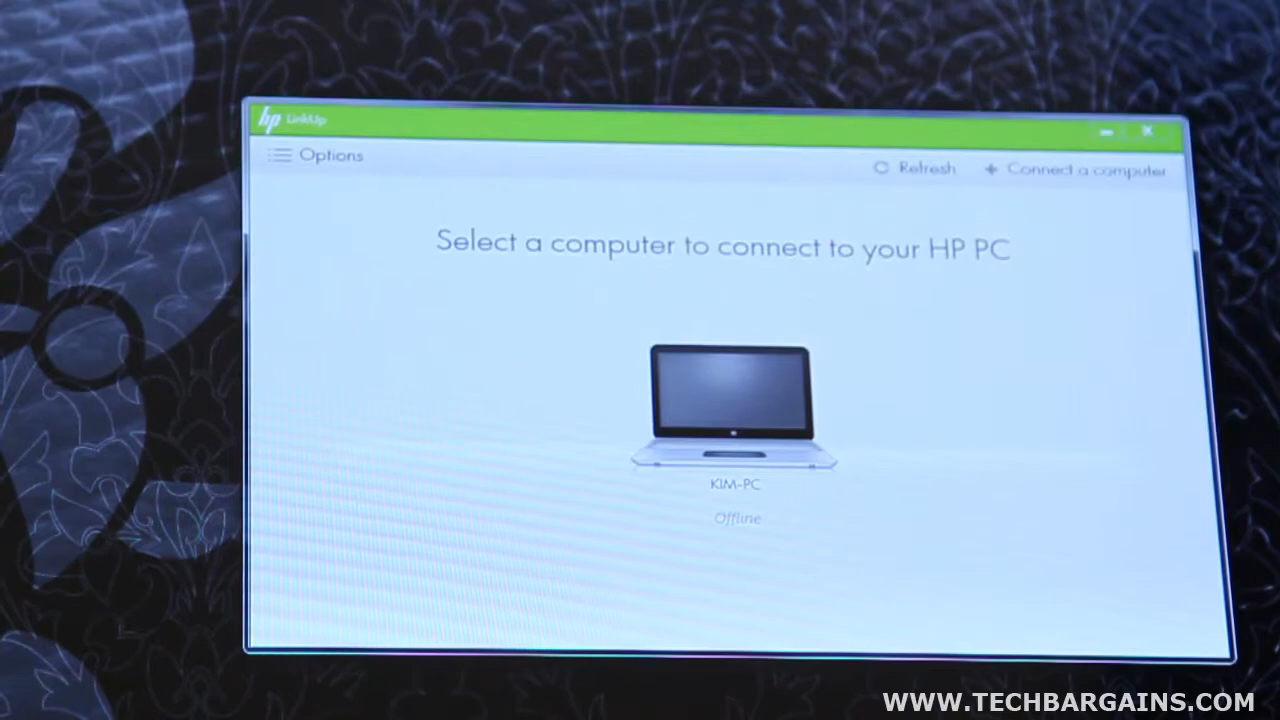 hp LinkUp
Options
Refresh
Connect a computer
Select a computer to connect to your HP PC
KIM-PC
Offline
WWW.TECHBARGAINS.COM